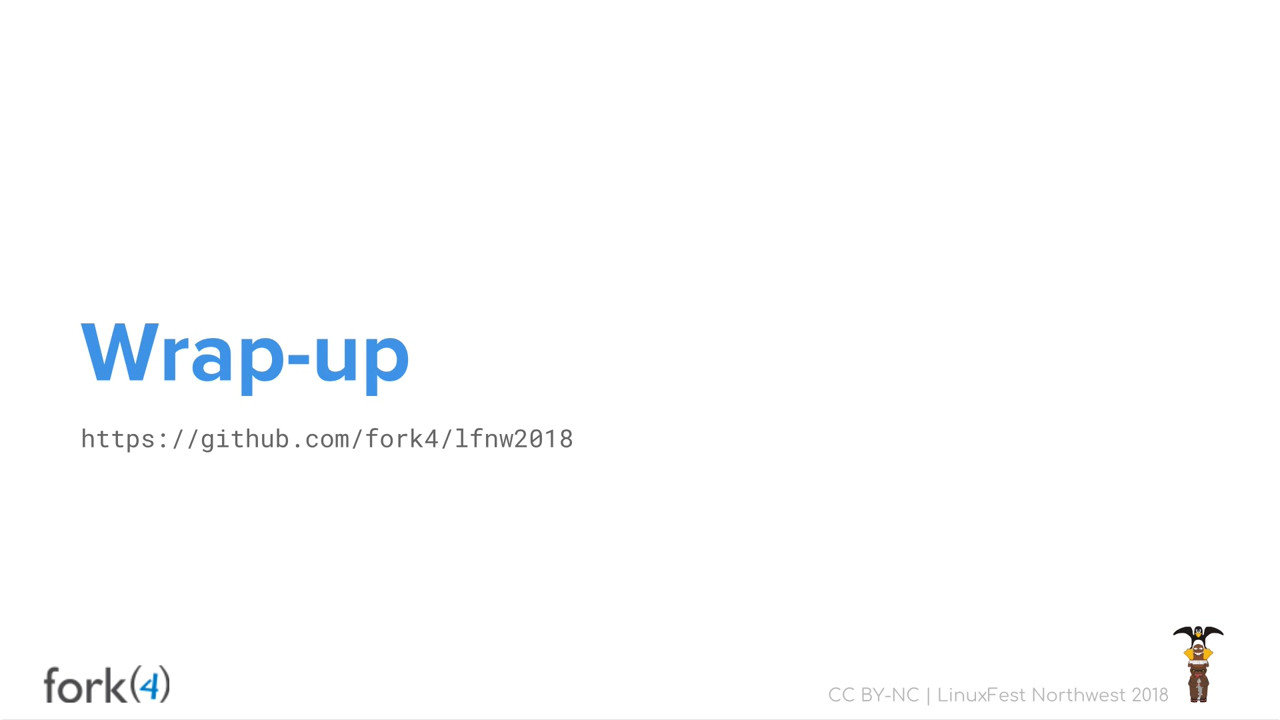 Wrap-up
https://github.com/fork4/lfnw2018
fork(4)
CC BY-NC | LinuxFest Northwest 2018